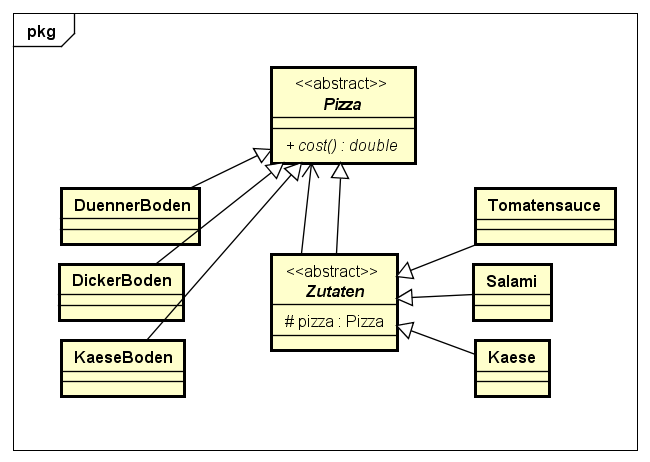 pkg
<<abstract>>
Pizza
+ cost() : double
DuennerBoden
DickerBoden
KaeseBoden
<<abstract>>
Zutaten
# pizza : Pizza
Tomatensauce
Salami
Kaese